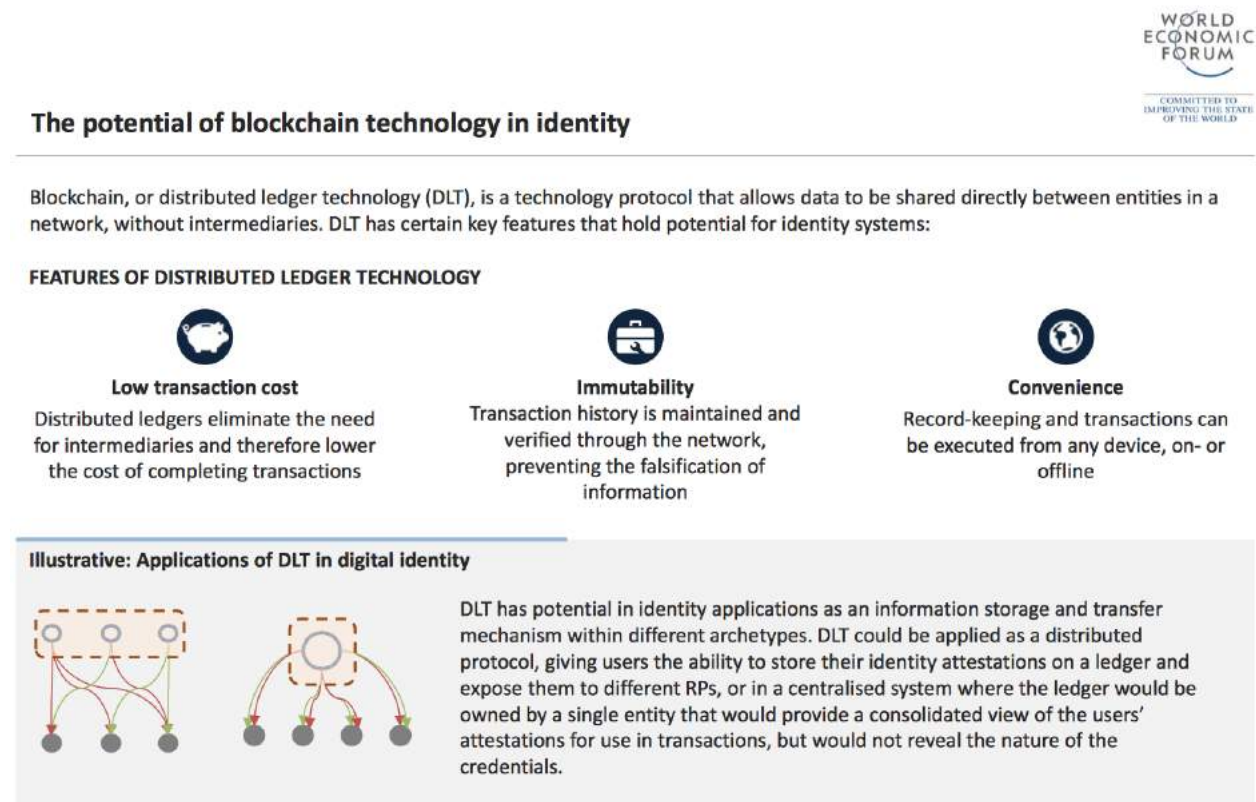 WORLD
ECONOMIC
FORUM
COMMITTED TO
IMPROVING THE STATE
OF THE WORLD
The potential of blockchain technology in identity
Blockchain, or distributed ledger technology (DLT), is a technology protocol that allows data to be shared directly between entities in a
network, without intermediaries. DLT has certain key features that hold potential for identity systems:
FEATURES OF DISTRIBUTED LEDGER TECHNOLOGY
Low transaction cost
Distributed ledgers eliminate the need
for intermediaries and therefore lower
the cost of completing transactions
Immutability
Transaction history is maintained and
verified through the network,
preventing the falsification of
information
Convenience
Record-keeping and transactions can
be executed from any device, on- or
offline
Illustrative: Applications of DLT in digital identity
DLT has potential in identity applications as an information storage and transfer
mechanism within different archetypes. DLT could be applied as a distributed
protocol, giving users the ability to store their identity attestations on a ledger and
expose them to different RPs, or in a centralised system where the ledger would be
owned by a single entity that would provide a consolidated view of the users'
attestations for use in transactions, but would not reveal the nature of the
credentials.